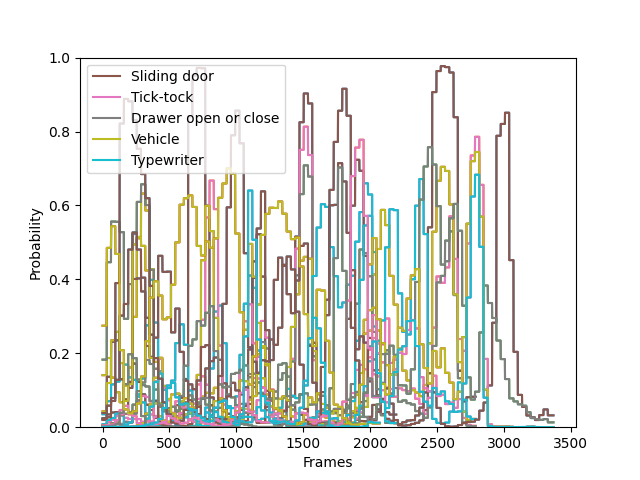 1.0
0.8
0.6
0.4
0.2
0.0
Probability
Sliding door
Tick-tock
Drawer open or close
Vehicle
Typewriter
0 500 1000 1500 2000 2500 3000 3500
Frames